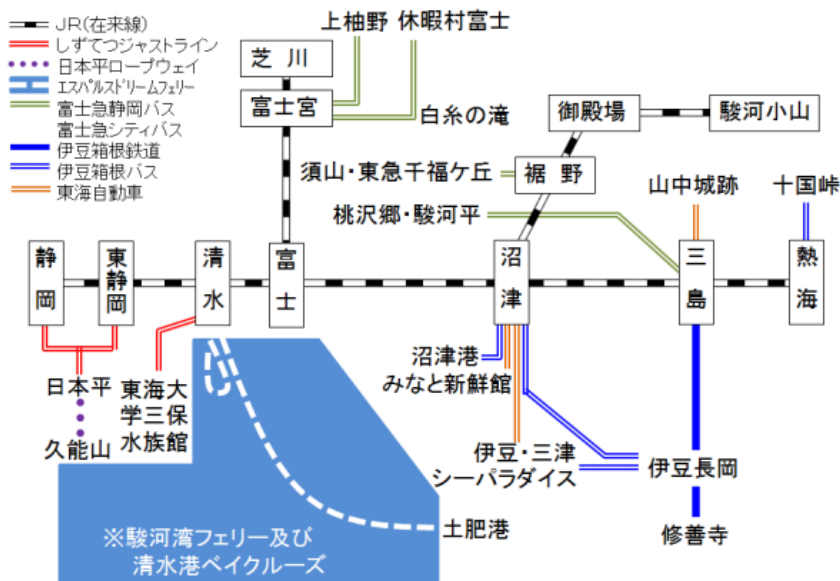 JR(在来線)
しずてつジャストライン
日本平ロープウェイ
エスパルスドリームフェリー
富士急静岡バス
富士急シティバス
伊豆箱根鉄道
伊豆箱根バス
東海自動車
上柚野
休暇村富士
芝川
富士宮
白糸の滝
御殿場
駿河小山
須山・東急千福ケ丘
裾野
桃沢郷・駿河平
山中城跡
十国峠
静岡
東静岡
清水
富士
沼津
三島
熱海
日本平
久能山
東海大
学三保
水族館
沼津港
みなと新鮮館
伊豆・三津
シーパラダイス
伊豆長岡
修善寺
土肥港
※駿河湾フェリー及び
清水港ベイクルーズ